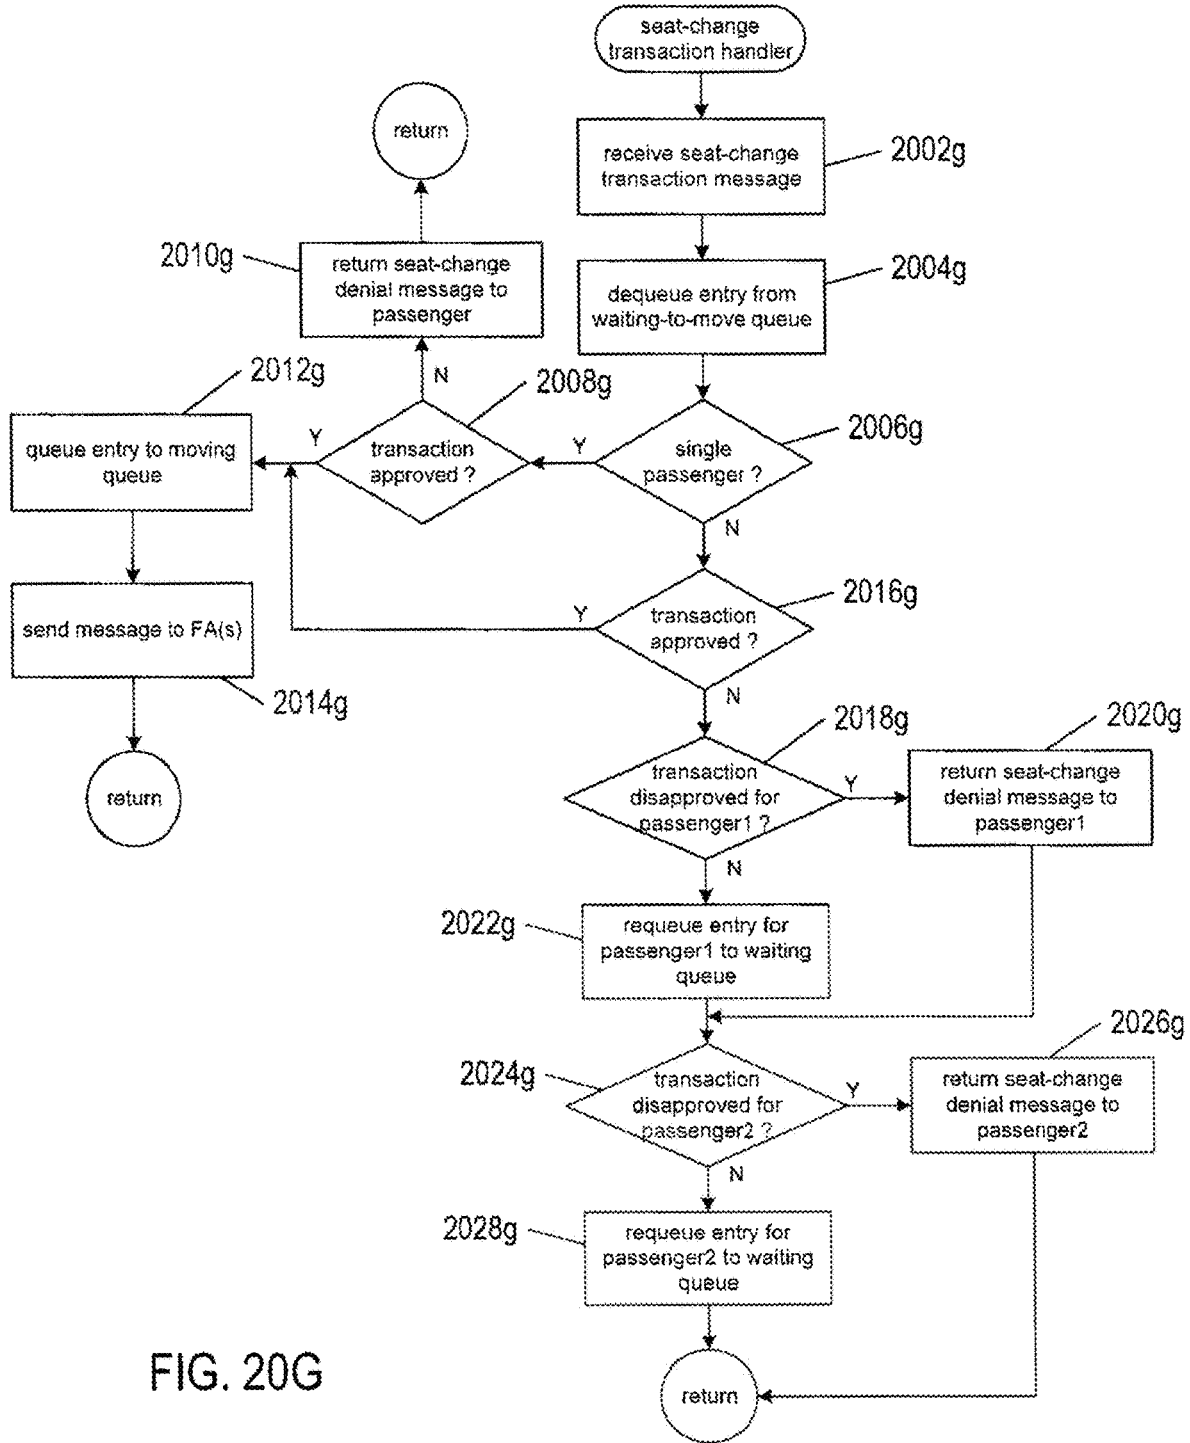 seat-change
transaction handler
return
receive seat-change
transaction message
2002g
2010g
return seat-change
denial message to
passenger
dequeue entry from
waiting-to-move queue
2004g
2012g
N
2008g
queue entry to moving
queue
Y
transaction
approved ?
Y
single
passenger ?
2006g
N
send message to FA(s)
2014g
Y
transaction
approved ?
2016g
N
return
transaction
disapproved for
passenger1 ?
2018g
Y
2020g
return seat-change
denial message to
passenger1
N
2022g
requeue entry for
passenger1 to waiting
queue
2024g
transaction
disapproved for
passenger2 ?
Y
2026g
return seat-change
denial message to
passenger2
N
2028g
requeue entry for
passenger2 to waiting
queue
return
FIG. 20G